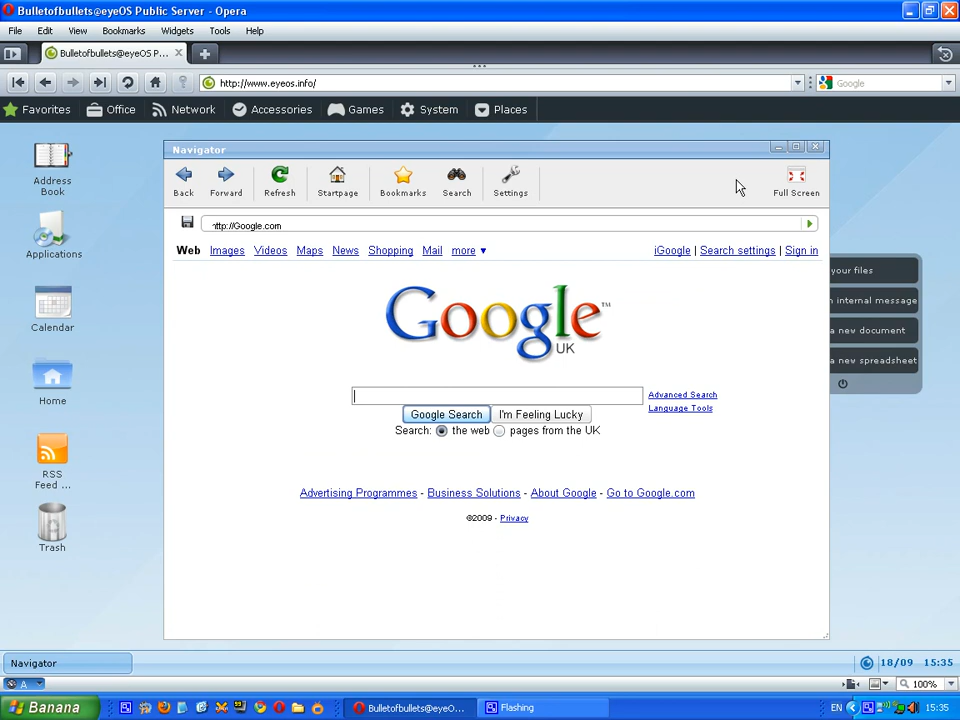 Bulletofbullets@eyeOS Public Server - Opera
File Edit View Bookmarks Widgets Tools Help
Bulletofbullets@eyeOS P...
http://www.eyeos.info/
Google
Favorites Office Network Accessories Games System Places
Navigator
Back Forward Refresh Startpage Bookmarks Search Settings Full Screen
ttp://Google.com
Web Images Videos Maps News Shopping Mail more ▼ iGoogle | Search settings | Sign in
Google™
UK
Advanced Search
Language Tools
Google Search I'm Feeling Lucky
Search: the web pages from the UK
Advertising Programmes - Business Solutions - About Google - Go to Google.com
©2009 - Privacy
Address
Book
Applications
Calendar
Home
RSS
Feed ...
Trash
your files
internal message
a new document
a new spreadsheet
Navigator
18/09 15:35
A
100%
Banana
Bulletofbullets@eyeO...
Flashing
EN
15:35